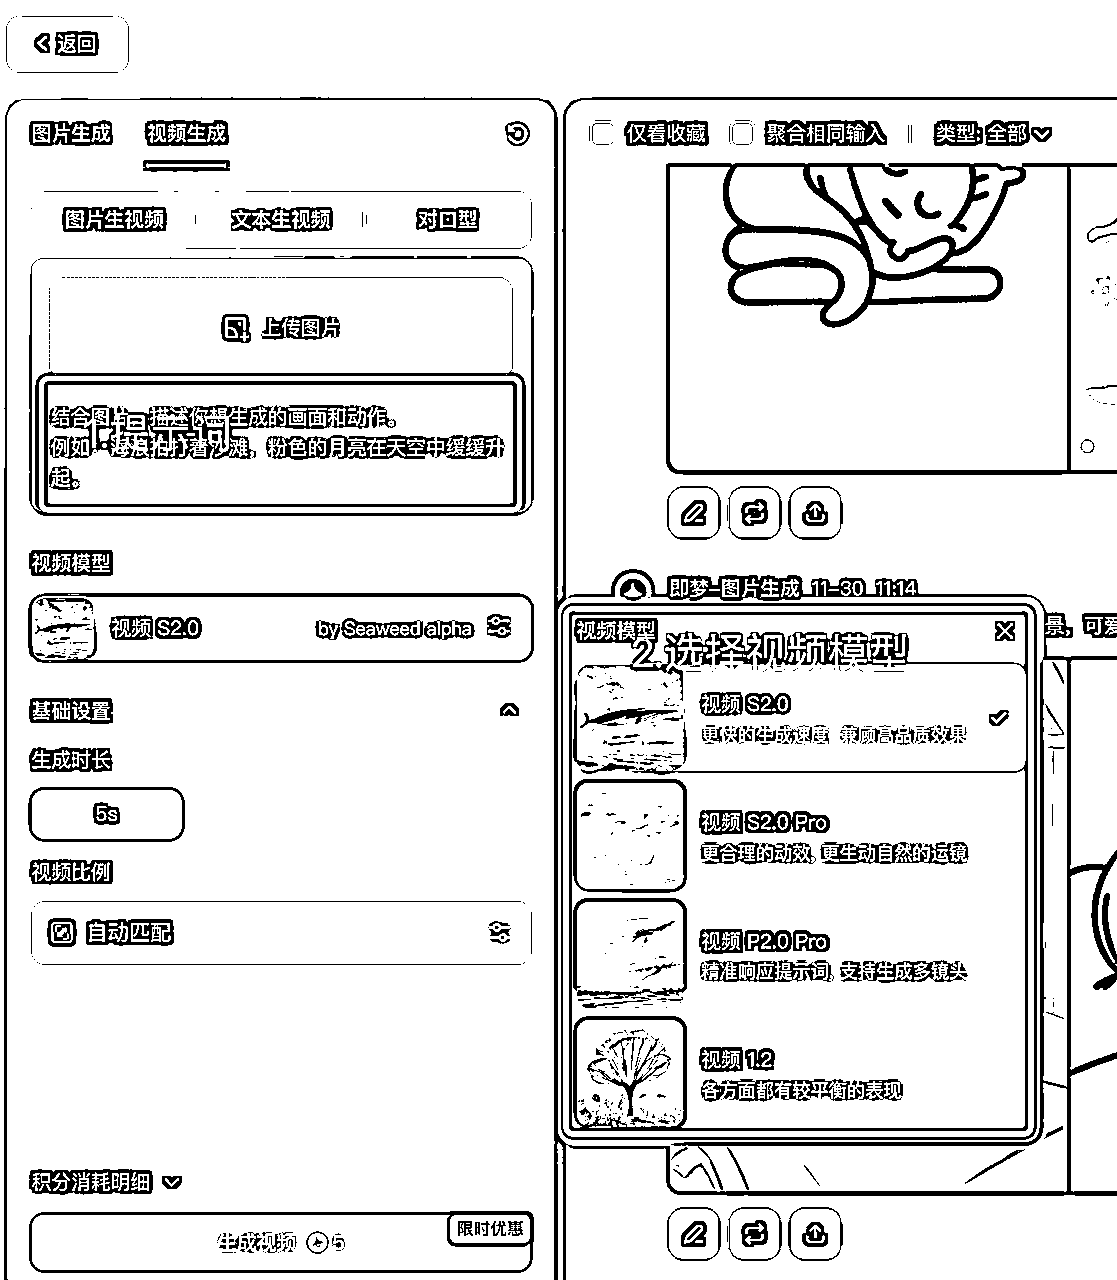 返回
图片生成 视频生成
仅看收藏 聚合相同输入 类型: 全部
图片生视频 文本生视频 对口型
上传图片
结合图片，描述你想生成的画面和动作。
例如：海浪拍打着沙滩，粉色的月亮在天空中缓缓升
起。
视频模型
视频 S2.0 by Seaweed alpha
基础设置
生成时长
5s
视频比例
自动匹配
积分消耗明细
限时优惠
生成视频 5
即梦-图片生成 11-30 11:14
景，可爱
视频模型
2.选择视频模型
视频 S2.0
更快的生成速度，兼顾高品质效果
视频 S2.0 Pro
更合理的动效, 更生动自然的运镜
视频 P2.0 Pro
精准响应提示词, 支持生成多镜头
视频 1.2
各方面都有较平衡的表现